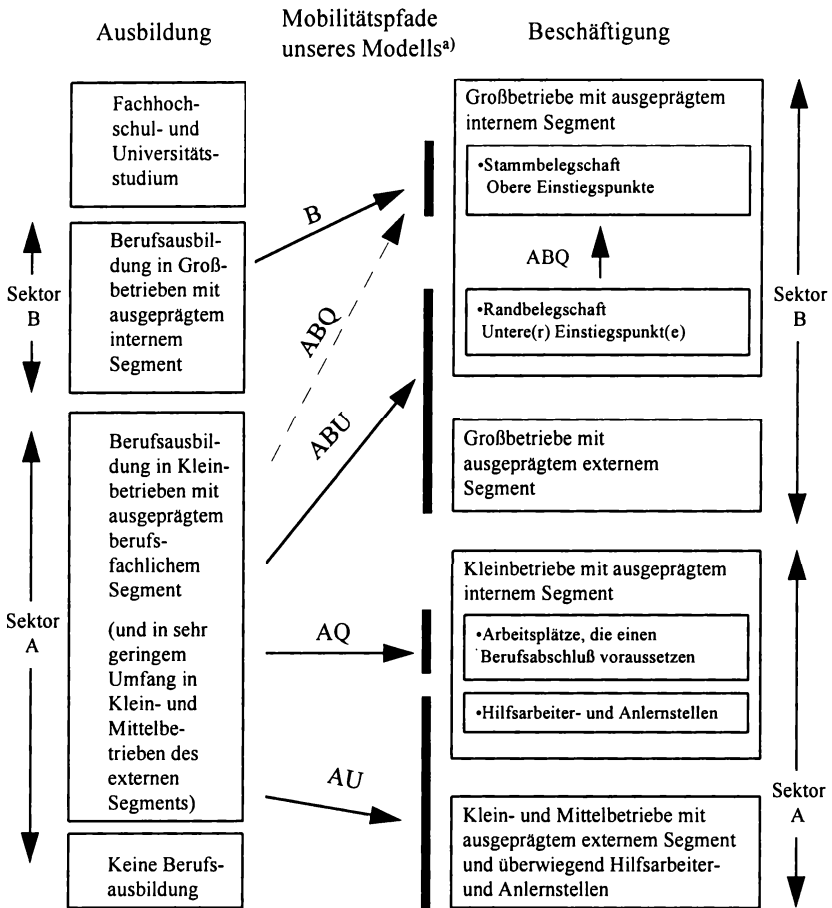 Ausbildung
Mobilitätspfade
unseres Modells a)
Beschäftigung
Fachhoch-
schul- und
Universitäts-
studium
Sektor
B
Berufsausbil-
dung in Groß-
betrieben mit
ausgeprägtem
internem
Segment
Sektor
A
Berufsausbil-
dung in Klein-
betrieben mit
ausgeprägtem
berufs-
fachlichem
Segment
(und in sehr
geringem
Umfang in
Klein- und
Mittelbe-
trieben des
externen
Segments)
Keine Berufs-
ausbildung
B
ABQ
ABU
AQ
AU
Großbetriebe mit ausgeprägtem
internem Segment
•Stammbelegschaft
Obere Einstiegspunkte
ABQ
•Randbelegschaft
Untere(r) Einstiegspunkt(e)
Großbetriebe mit
ausgeprägtem externem
Segment
Sektor
B
Kleinbetriebe mit ausgeprägtem
internem Segment
•Arbeitsplätze, die einen
Berufsabschluß voraussetzen
•Hilfsarbeiter- und Anlernstellen
Klein- und Mittelbetriebe mit
ausgeprägtem externem Segment
und überwiegend Hilfsarbeiter-
und Anlernstellen
Sektor
A